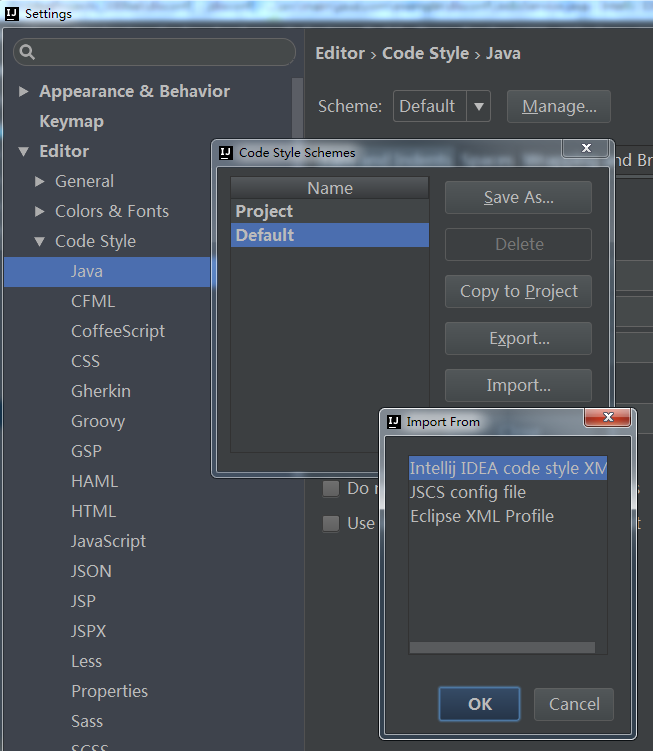 Settings
Editor › Code Style › Java
Appearance & Behavior
Scheme: Default Manage...
Keymap
Editor
General
Colors & Fonts
Code Style
Java
CFML
CoffeeScript
CSS
Gherkin
Groovy
GSP
HAML
HTML
JavaScript
JSON
JSP
JSPX
Less
Properties
Sass
SCSS
Code Style Schemes
Name
Project
Default
Save As...
Delete
Copy to Project
Export...
Import...
Import From
Intellij IDEA code style XM
JSCS config file
Eclipse XML Profile
OK Cancel
and Br
Do
Use